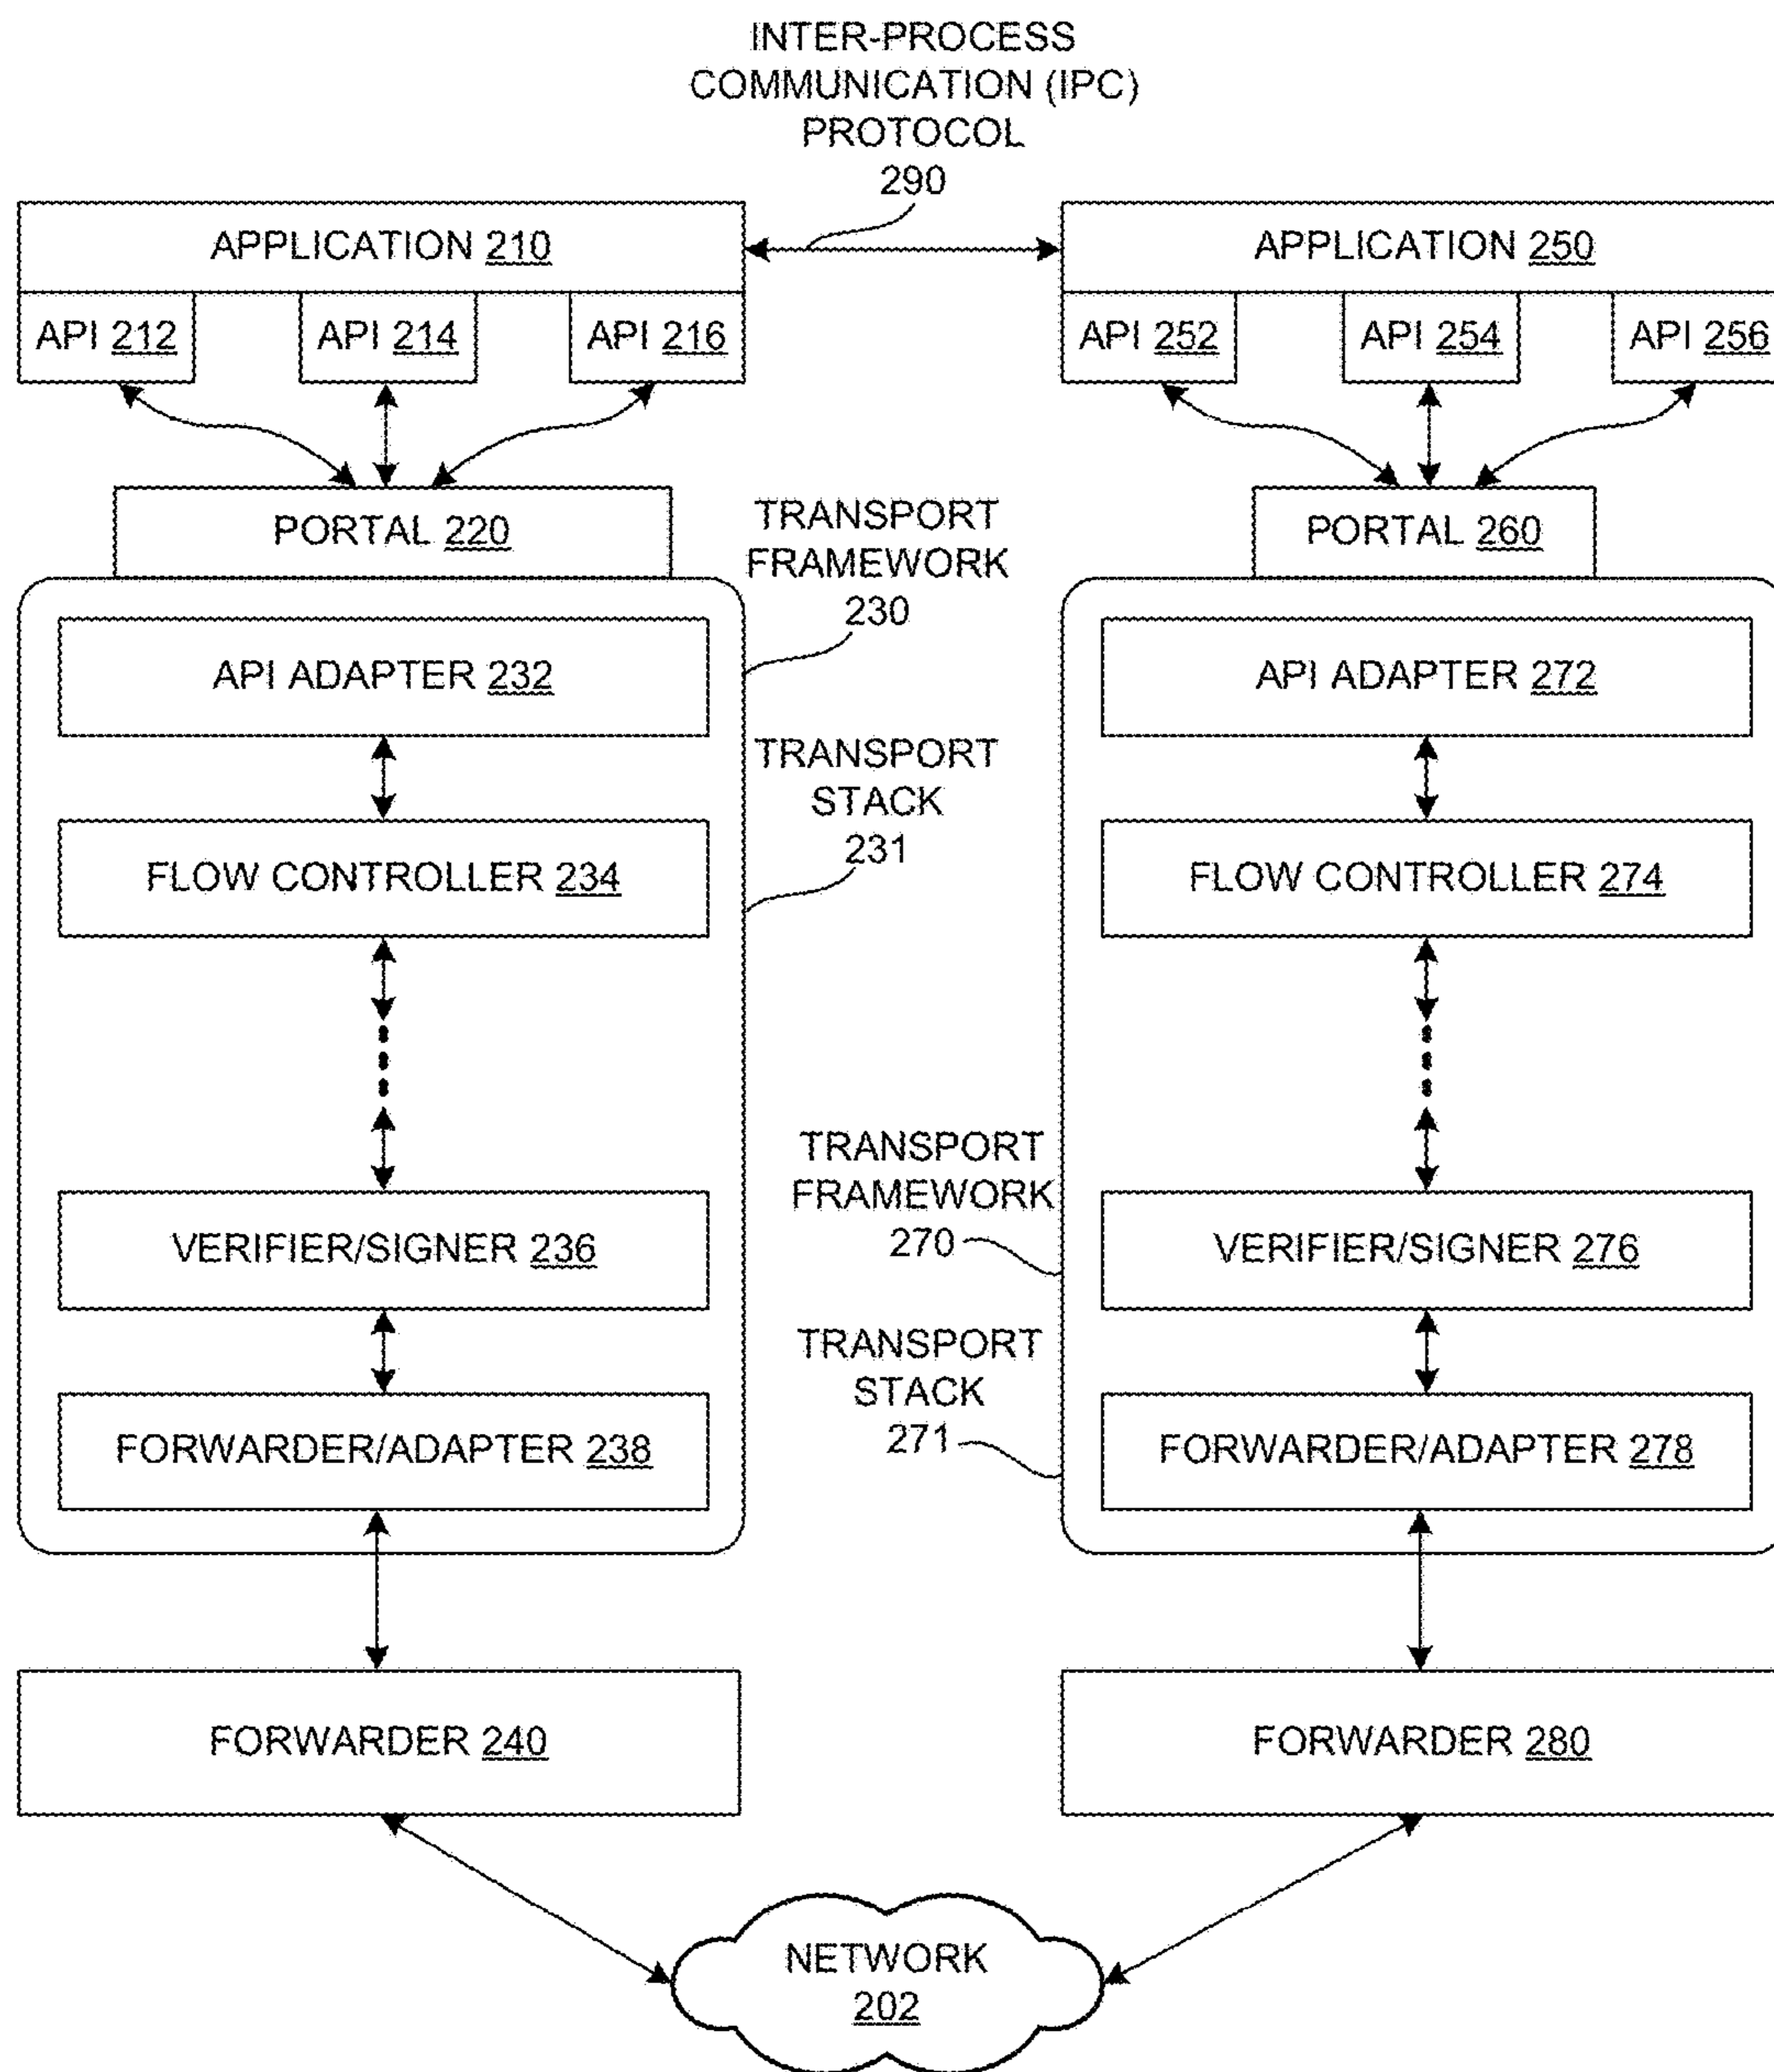 INTER-PROCESS
COMMUNICATION (IPC)
PROTOCOL
290
APPLICATION 210
APPLICATION 250
API 212
API 214
API 216
API 252
API 254
API 256
PORTAL 220
PORTAL 260
TRANSPORT
FRAMEWORK
230
API ADAPTER 232
API ADAPTER 272
TRANSPORT
STACK
231
FLOW CONTROLLER 234
FLOW CONTROLLER 274
TRANSPORT
FRAMEWORK
270
VERIFIER/SIGNER 236
VERIFIER/SIGNER 276
TRANSPORT
STACK
271
FORWARDER/ADAPTER 238
FORWARDER/ADAPTER 278
FORWARDER 240
FORWARDER 280
NETWORK
202